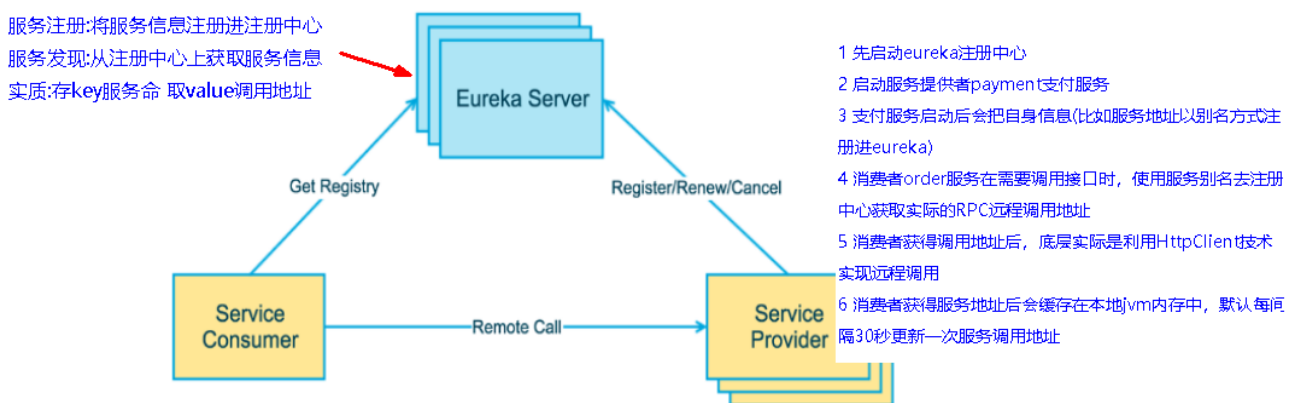 服务注册:将服务信息注册进注册中心
服务发现:从注册中心上获取服务信息
实质:存key服务命 取value调用地址
Eureka Server
Get Registry
Register/Renew/Cancel
Service
Consumer
Remote Call
Service
Provider
1 先启动eureka注册中心
2 启动服务提供者payment支付服务
3 支付服务启动后会把自身信息(比如服务地址以别名方式注
册进eureka)
4 消费者order服务在需要调用接口时，使用服务别名去注册
中心获取实际的RPC远程调用地址
5 消费者获得调用地址后，底层实际是利用HttpClient技术
实现远程调用
6 消费者获得服务地址后会缓存在本地jvm内存中，默认每间
隔30秒更新一次服务调用地址